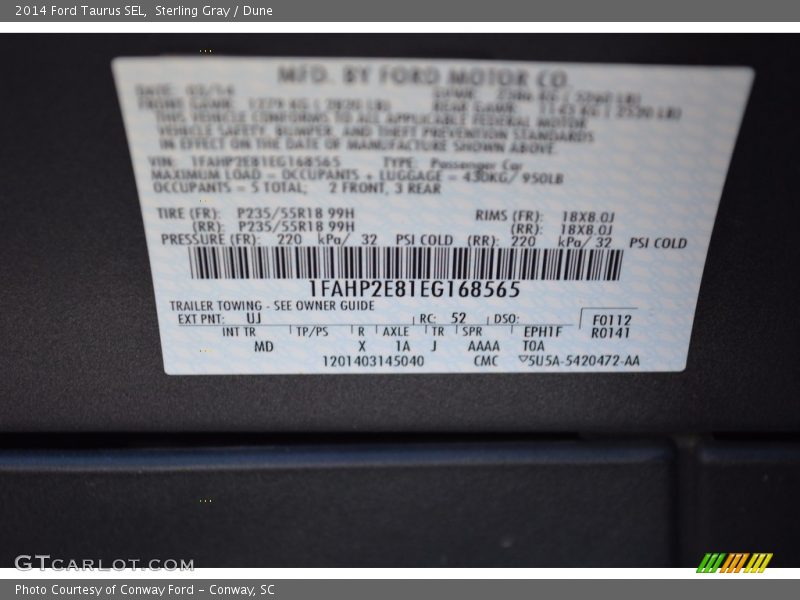 2014 Ford Taurus SEL, Sterling Gray / Dune
MFD. BY FORD MOTOR CO.
DATE: 03/14 GVWR: 2386 KG ( 5260 LB)
FRONT GAWR: 1279 KG ( 2820 LB) REAR GAWR: 1143 KG ( 2520 LB)
THIS VEHICLE CONFORMS TO ALL APPLICABLE FEDERAL MOTOR
VEHICLE SAFETY, BUMPER, AND THEFT PREVENTION STANDARDS
IN EFFECT ON THE DATE OF MANUFACTURE SHOWN ABOVE.
VIN: 1FAHP2E81EG168565 TYPE: Passenger Car
MAXIMUM LOAD = OCCUPANTS + LUGGAGE = 430KG/ 950LB
OCCUPANTS = 5 TOTAL; 2 FRONT, 3 REAR
TIRE (FR): P235/55R18 99H RIMS (FR): 18X8.0J
(RR): P235/55R18 99H (RR): 18X8.0J
PRESSURE (FR): 220 kPa/ 32 PSI COLD (RR): 220 kPa/ 32 PSI COLD
1FAHP2E81EG168565
TRAILER TOWING - SEE OWNER GUIDE
EXT PNT: UJ RC: 52 DSO: F0112
INT TR TP/PS R AXLE TR SPR EPH1F R0141
MD X 1A J AAAA T0A
1201403145040 CMC ▽5U5A-5420472-AA
GTCARLOT.COM
Photo Courtesy of Conway Ford - Conway, SC